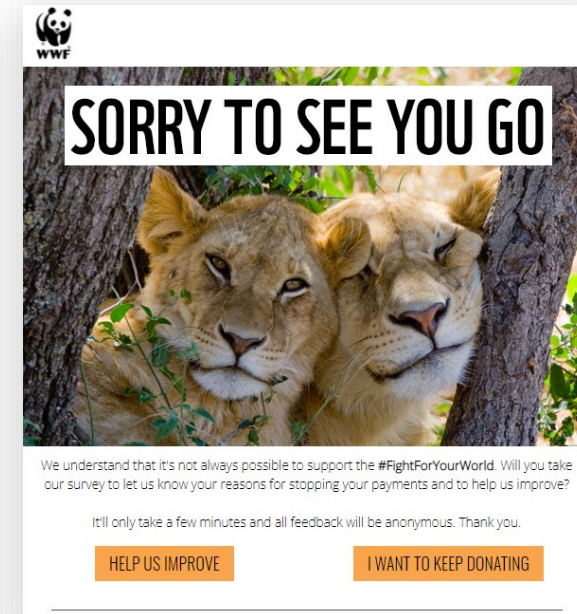 WWF
SORRY TO SEE YOU GO
We understand that it's not always possible to support the #FightForYourWorld. Will you take
our survey to let us know your reasons for stopping your payments and to help us improve?
It'll only take a few minutes and all feedback will be anonymous. Thank you.
HELP US IMPROVE
I WANT TO KEEP DONATING